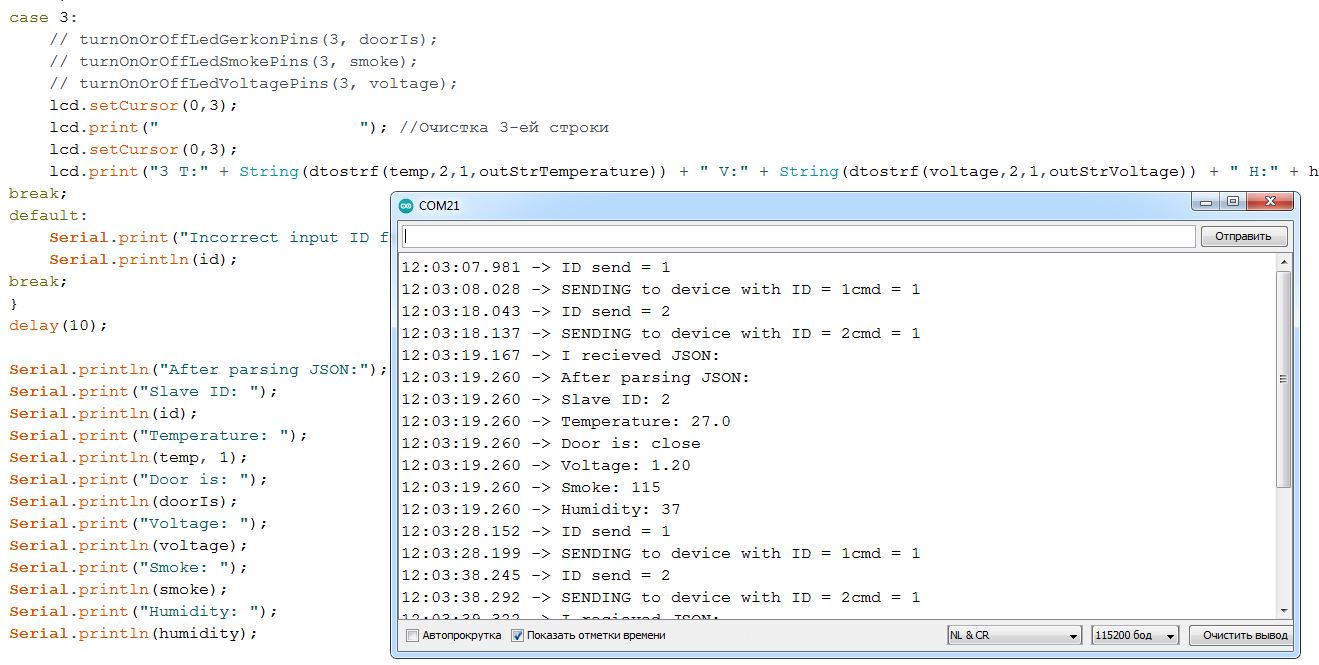 case 3:
// turnOnOrOffLedGerkonPins(3, doorIs);
// turnOnOrOffLedSmokePins(3, smoke);
// turnOnOrOffLedVoltagePins(3, voltage);
lcd.setCursor(0,3);
lcd.print("                    "); //Очистка 3-ей строки
lcd.setCursor(0,3);
lcd.print("3 T:" + String(dtostrf(temp,2,1,outStrTemperature)) + " V:" + String(dtostrf(voltage,2,1,outStrVoltage)) + " H:" + h
break;
default:
Serial.print("Incorrect input ID f
Serial.println(id);
break;
}
delay(10);
Serial.println("After parsing JSON:");
Serial.print("Slave ID: ");
Serial.println(id);
Serial.print("Temperature: ");
Serial.println(temp, 1);
Serial.print("Door is: ");
Serial.println(doorIs);
Serial.print("Voltage: ");
Serial.println(voltage);
Serial.print("Smoke: ");
Serial.println(smoke);
Serial.print("Humidity: ");
Serial.println(humidity);
COM21
Отправить
12:03:07.981 -> ID send = 1
12:03:08.028 -> SENDING to device with ID = 1cmd = 1
12:03:18.043 -> ID send = 2
12:03:18.137 -> SENDING to device with ID = 2cmd = 1
12:03:19.167 -> I recieved JSON:
12:03:19.260 -> After parsing JSON:
12:03:19.260 -> Slave ID: 2
12:03:19.260 -> Temperature: 27.0
12:03:19.260 -> Door is: close
12:03:19.260 -> Voltage: 1.20
12:03:19.260 -> Smoke: 115
12:03:19.260 -> Humidity: 37
12:03:28.152 -> ID send = 1
12:03:28.199 -> SENDING to device with ID = 1cmd = 1
12:03:38.245 -> ID send = 2
12:03:38.292 -> SENDING to device with ID = 2cmd = 1
12:03:39.322 -> I recieved JSON:
Автопрокрутка
Показать отметки времени
NL & CR
115200 бод
Очистить вывод